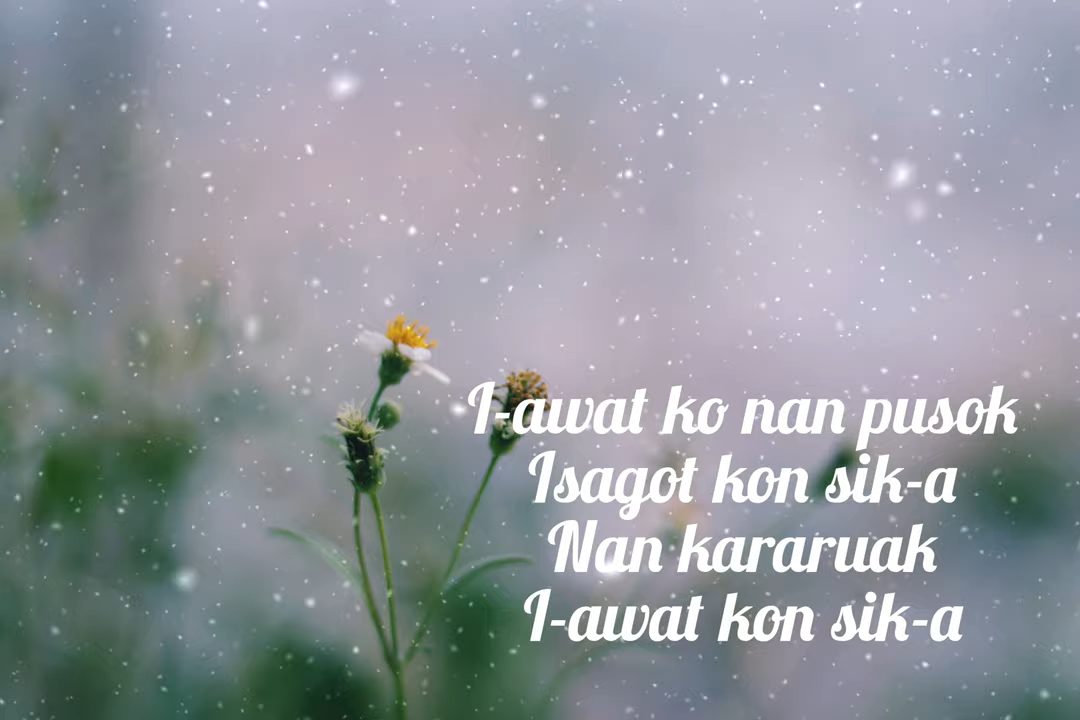 I-awat ko nan pusok
Isagot kon sik-a
Nan kararuak
I-awat kon sik-a